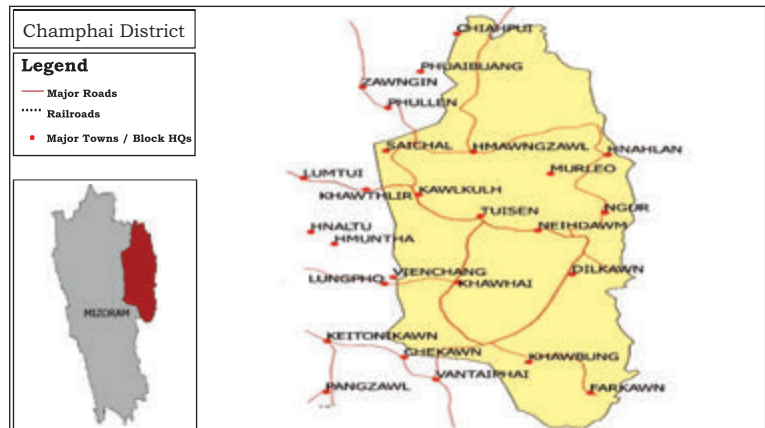 Champhai District
Legend
Major Roads
Railroads
Major Towns / Block HQs
MIZORAM
CHIAHPUI
PHUAIBUANG
ZAWNGIN
PHULLEN
SAICHAL
HMAWNGZAWL
HNAHLAN
MURLEO
LUMTUI
KHAWTHLIR
KAWLKULH
NGUR
TUISEN
HNALTU
NEIHDAWM
HMUNTHA
VIENCHANG
DILKAWN
LUNGPHO
KHAWHAI
KEITONIKAWN
CHEKAWN
KHAWBUNG
VANTAIPHAI
PANGZAWL
FARKAWN